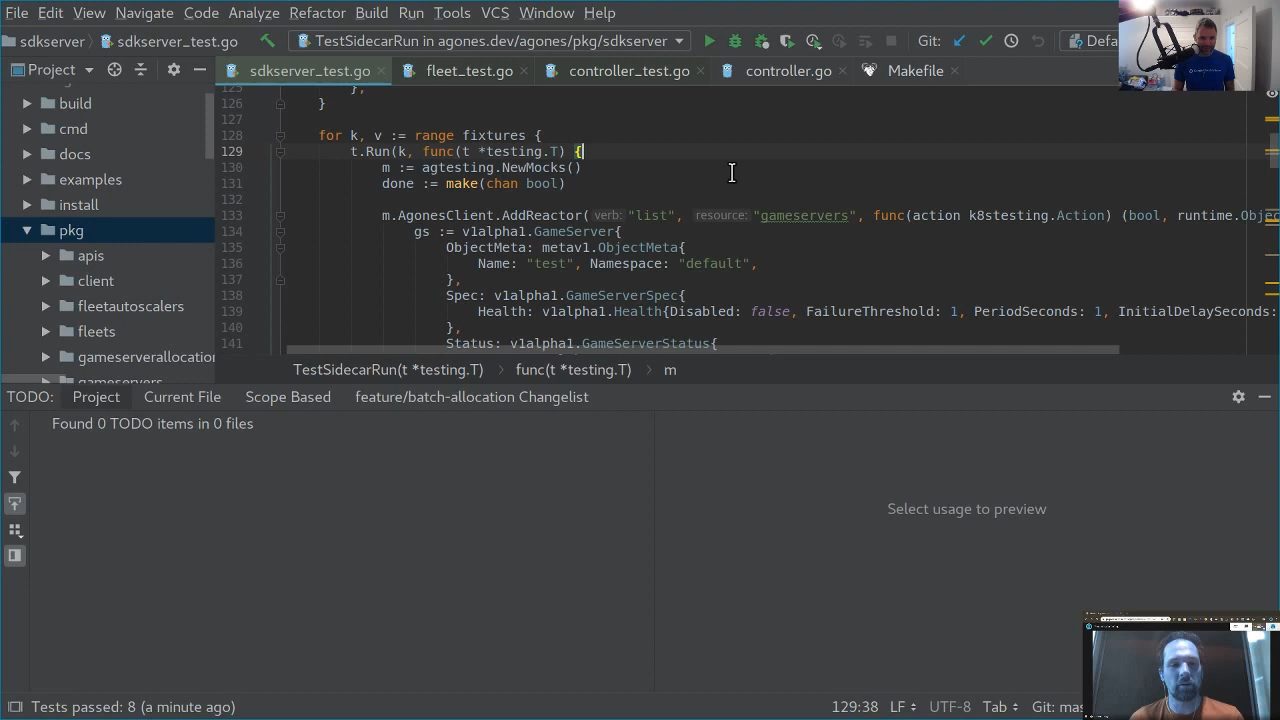 File Edit View Navigate Code Analyze Refactor Build Run Tools VCS Window Help
sdkserver sdkserver_test.go TestSidecarRun in agones.dev/agones/pkg/sdkserver Git: Defa
Project sdkserver_test.go fleet_test.go controller_test.go controller.go Makefile
build
cmd
docs
examples
install
pkg
apis
client
fleetautoscalers
fleets
gameserverallocation
gameservers
125 },
126 }
127
128 for k, v := range fixtures {
129 t.Run(k, func(t *testing.T) {
130 m := agtesting.NewMocks()
131 done := make(chan bool)
132
133 m.AgonesClient.AddReactor( verb: "list", resource: "gameservers", func(action k8stesting.Action) (bool, runtime.Obje
134 gs := v1alpha1.GameServer{
135 ObjectMeta: metav1.ObjectMeta{
136 Name: "test", Namespace: "default",
137 },
138 Spec: v1alpha1.GameServerSpec{
139 Health: v1alpha1.Health{Disabled: false, FailureThreshold: 1, PeriodSeconds: 1, InitialDelaySeconds:
140 },
141 Status: v1alpha1.GameServerStatus{
TestSidecarRun(t *testing.T) func(t *testing.T) m
TODO: Project Current File Scope Based feature/batch-allocation Changelist
Found 0 TODO items in 0 files
Select usage to preview
Tests passed: 8 (a minute ago) 129:38 LF UTF-8 Tab Git: mas